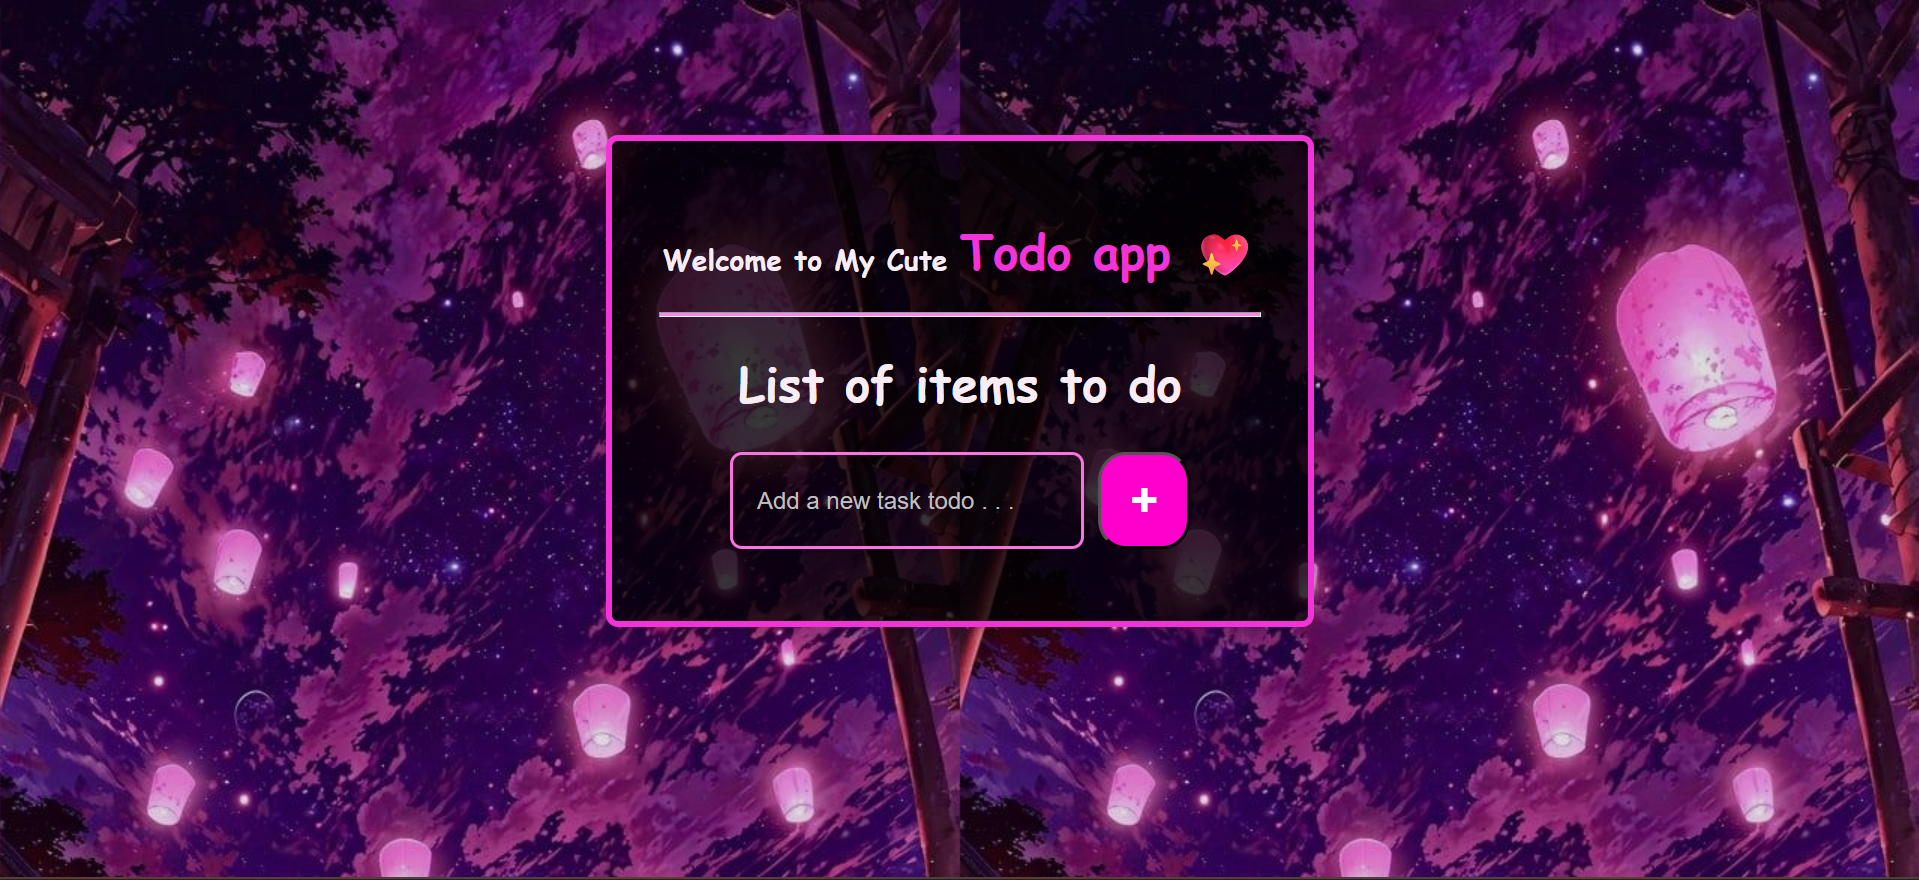 Welcome to My Cute Todo app 💖
List of items to do
Add a new task todo . . .
+